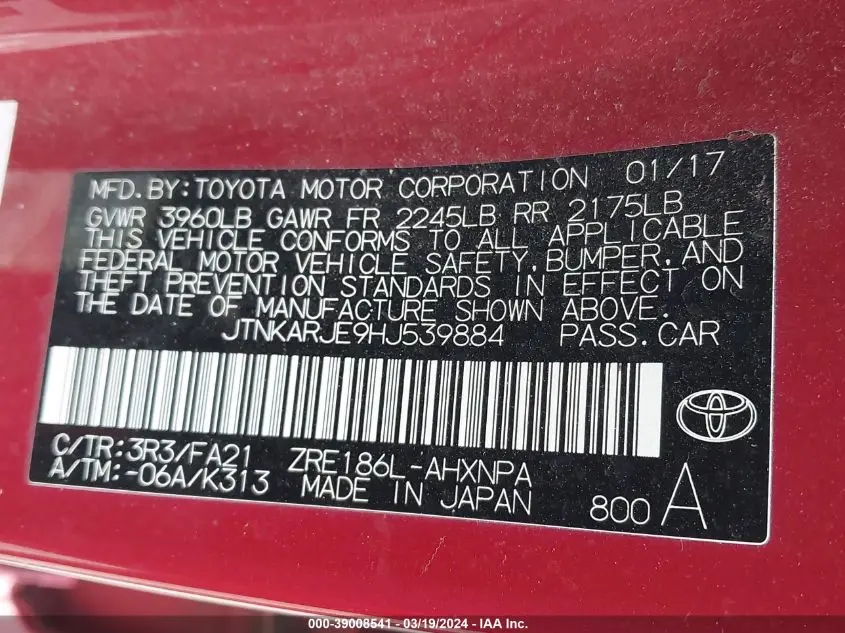 MFD.BY:TOYOTA MOTOR CORPORATION 01/17
GVWR 3960LB GAWR FR 2245LB RR 2175LB
THIS VEHICLE CONFORMS TO ALL APPLICABLE
FEDERAL MOTOR VEHICLE SAFETY,BUMPER,AND
THEFT PREVENTION STANDARDS IN EFFECT ON
THE DATE OF MANUFACTURE SHOWN ABOVE.
JTNKARJE9HJ539884 PASS.CAR
C/TR:3R3/FA21 ZRE186L-AHXNPA
A/TM:-06A/K313 MADE IN JAPAN 800 A
000-39008541 - 03/19/2024 - IAA Inc.